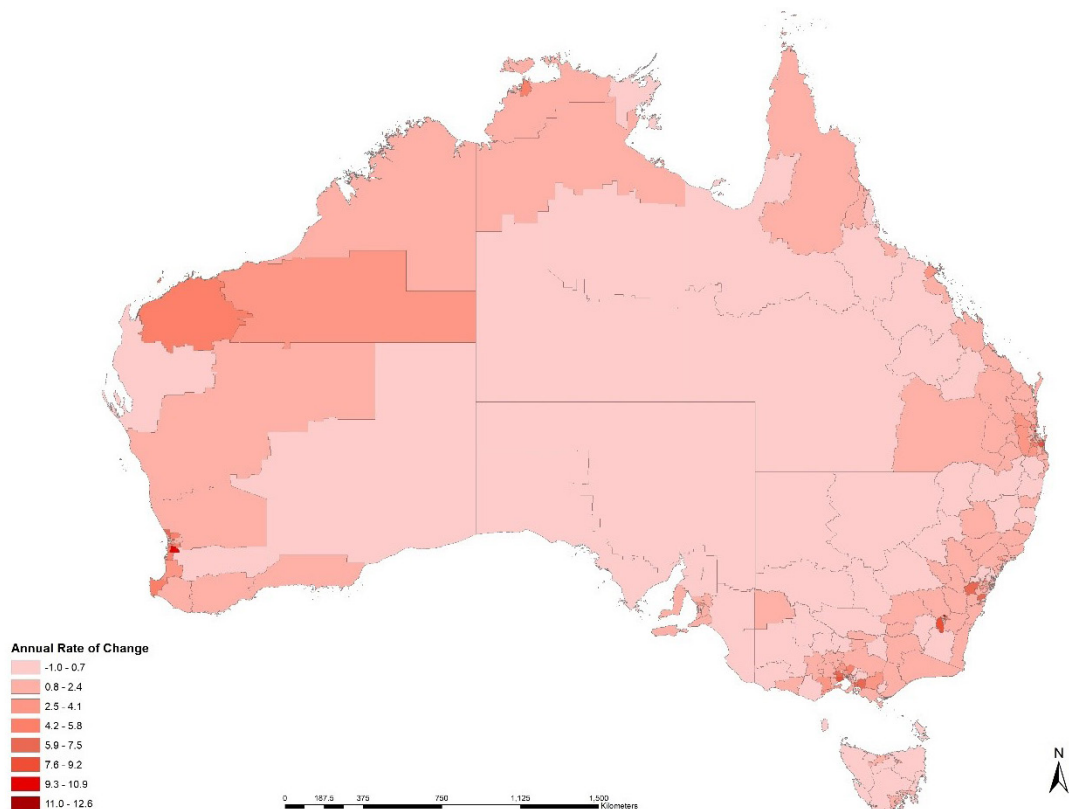 Annual Rate of Change
-1.0 - 0.7
0.8 - 2.4
2.5 - 4.1
4.2 - 5.8
5.9 - 7.5
7.6 - 9.2
9.3 - 10.9
11.0 - 12.6
0 187.5 375 750 1,125 1,500
Kilometers
N